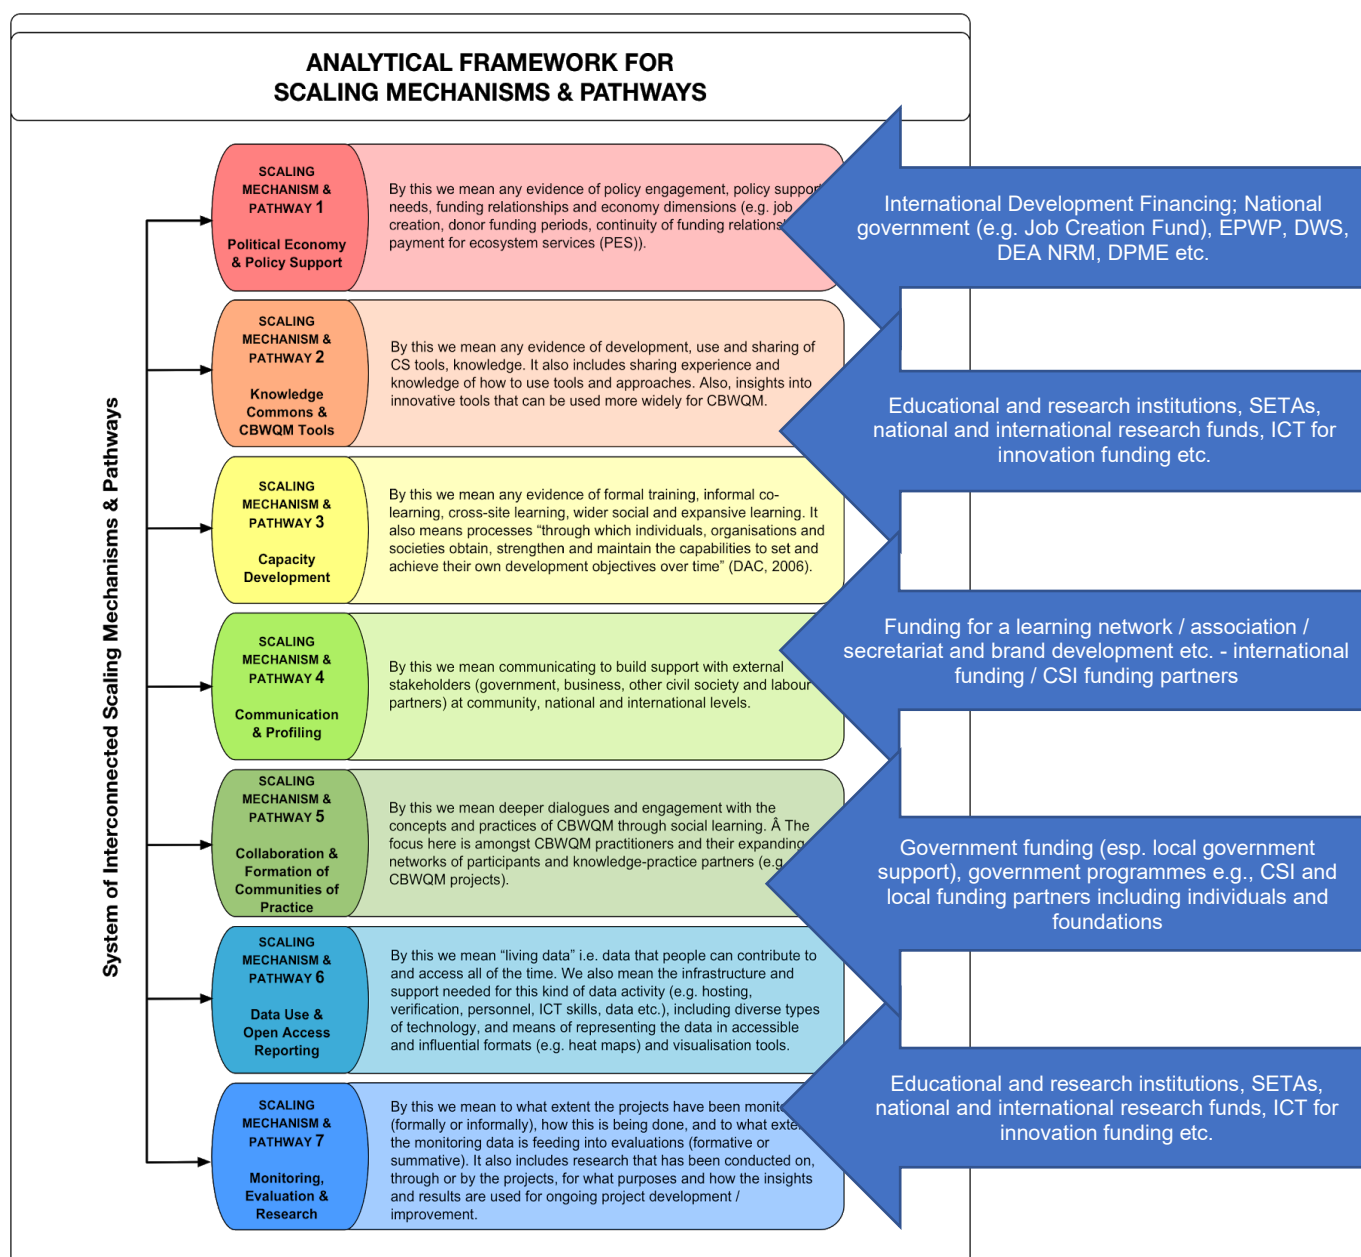 ANALYTICAL FRAMEWORK FOR
SCALING MECHANISMS & PATHWAYS
System of Interconnected Scaling Mechanisms & Pathways
SCALING
MECHANISM &
PATHWAY 1
Political Economy
& Policy Support
By this we mean any evidence of policy engagement, policy support
needs, funding relationships and economy dimensions (e.g. job
creation, donor funding periods, continuity of funding
payment for ecosystem services (PES)).
International Development Financing; National
government (e.g. Job Creation Fund), EPWP, DWS,
DEA NRM, DPME etc.
SCALING
MECHANISM &
PATHWAY 2
Knowledge
Commons &
CBWQM Tools
By this we mean any evidence of development, use and sharing of
CS tools, knowledge. It also includes sharing experience and
knowledge of how to use tools and approaches. Also, insights into
innovative tools that can be used more widely for CBWQM.
Educational and research institutions, SETAs,
national and international research funds, ICT for
innovation funding etc.
SCALING
MECHANISM &
PATHWAY 3
Capacity
Development
By this we mean any evidence of formal training, informal co-
learning, cross-site learning, wider social and expansive learning. It
also means processes “through which individuals, organisations and
societies obtain, strengthen and maintain the capabilities to set and
achieve their own development objectives over time” (DAC, 2006).
Funding for a learning network / association /
secretariat and brand development etc. - international
funding / CSI funding partners
SCALING
MECHANISM &
PATHWAY 4
Communication
& Profiling
By this we mean communicating to build support with external
stakeholders (government, business, other civil society and labour
partners) at community, national and international levels.
SCALING
MECHANISM &
PATHWAY 5
Collaboration &
Formation of
Communities of
Practice
By this we mean deeper dialogues and engagement with the
concepts and practices of CBWQM through social learning. Â The
focus here is amongst CBWQM practitioners and their expanding
networks of participants and knowledge-practice partners (e.g.
CBWQM projects).
Government funding (esp. local government
support), government programmes e.g., CSI and
local funding partners including individuals and
foundations
SCALING
MECHANISM &
PATHWAY 6
Data Use &
Open Access
Reporting
By this we mean “living data” i.e. data that people can contribute to
and access all of the time. We also mean the infrastructure and
support needed for this kind of data activity (e.g. hosting,
verification, personnel, ICT skills, data etc.), including diverse types
of technology, and means of representing the data in accessible
and influential formats (e.g. heat maps) and visualisation tools.
SCALING
MECHANISM &
PATHWAY 7
Monitoring,
Evaluation &
Research
By this we mean to what extent the projects have been
(formally or informally), how this is being done, and to what
the monitoring data is feeding into evaluations (formative or
summative). It also includes research that has been conducted on,
through or by the projects, for what purposes and how the insights
and results are used for ongoing project development /
improvement.
Educational and research institutions, SETAs,
national and international research funds, ICT for
innovation funding etc.